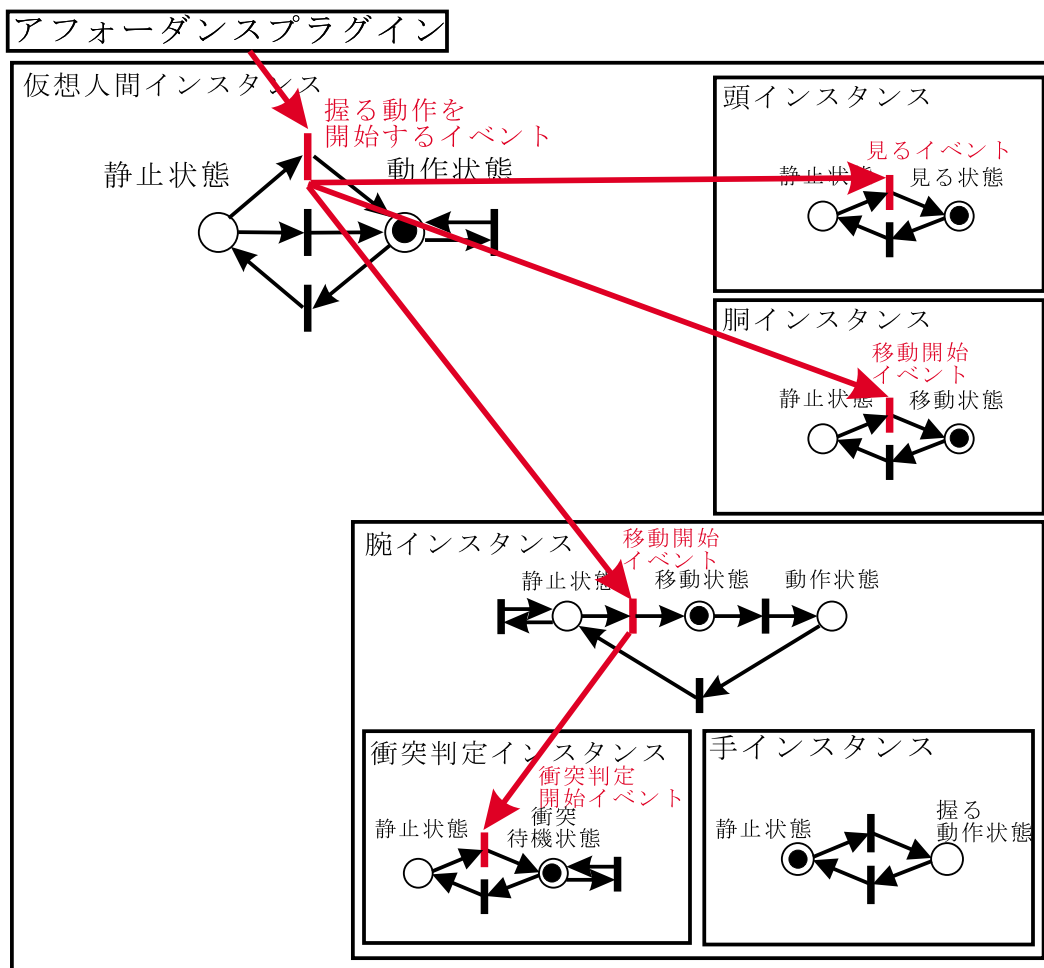 アフォーダンスプラグイン
仮想人間インスタンス
握る動作を
開始するイベント
静止状態
動作状態
頭インスタンス
見るイベント
静止状態
見る状態
胴インスタンス
移動開始
イベント
静止状態
移動状態
腕インスタンス
移動開始
イベント
静止状態
移動状態
動作状態
衝突判定インスタンス
衝突判定
開始イベント
静止状態
衝突
待機状態
手インスタンス
静止状態
握る
動作状態